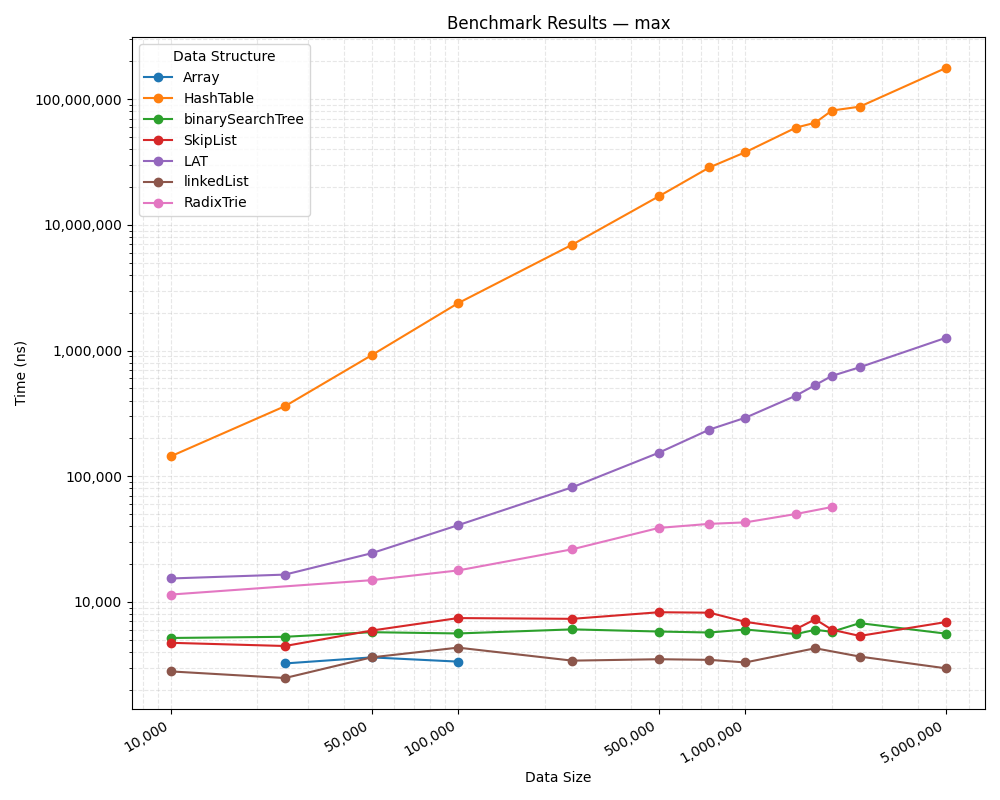 Benchmark Results — max
Data Structure
Array
HashTable
binarySearchTree
SkipList
LAT
linkedList
RadixTrie
100,000,000
10,000,000
1,000,000
100,000
10,000
Time (ns)
10,000
50,000
100,000
500,000
1,000,000
5,000,000
Data Size